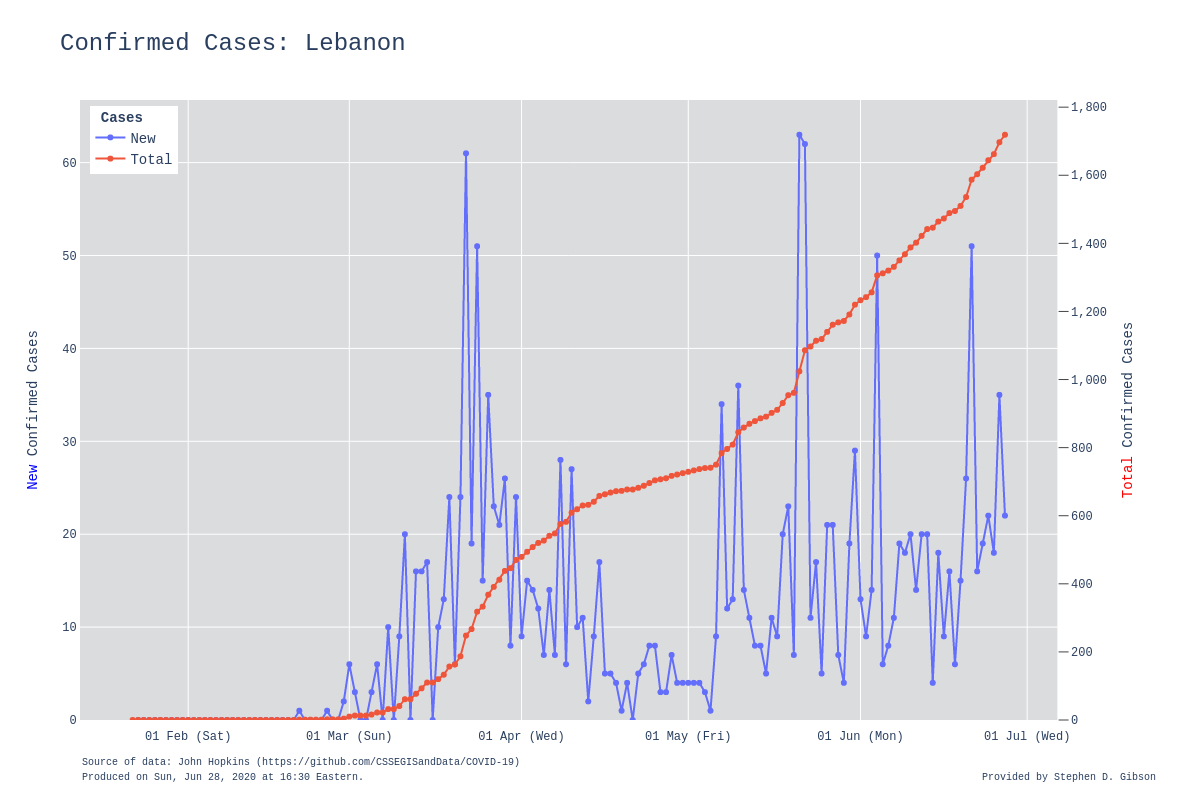 Confirmed Cases: Lebanon
Cases
New
Total
60
50
40
30
20
10
0
New Confirmed Cases
1,800
1,600
1,400
1,200
1,000
800
600
400
200
0
Total Confirmed Cases
01 Feb (Sat) 01 Mar (Sun) 01 Apr (Wed) 01 May (Fri) 01 Jun (Mon) 01 Jul (Wed)
Source of data: John Hopkins (https://github.com/CSSEGISandData/COVID-19)
Produced on Sun, Jun 28, 2020 at 16:30 Eastern.
Provided by Stephen D. Gibson